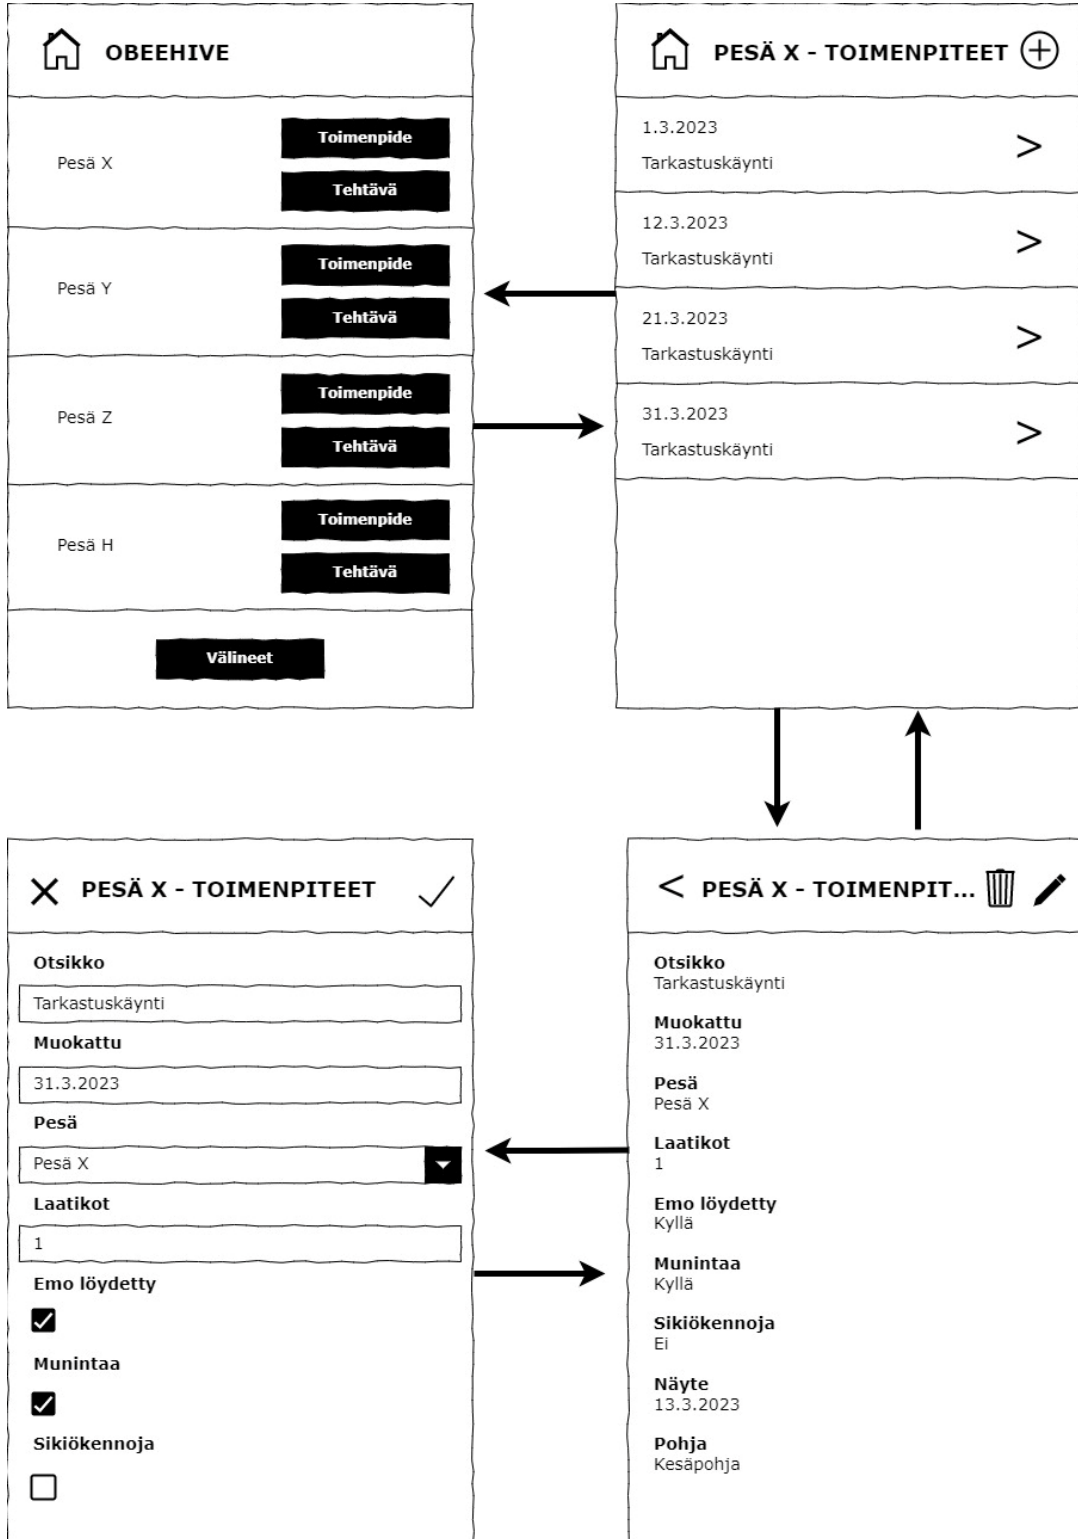 OBEEHIVE
Pesä X
Toimenpide
Tehtävä
Pesä Y
Toimenpide
Tehtävä
Pesä Z
Toimenpide
Tehtävä
Pesä H
Toimenpide
Tehtävä
Välineet
PESÄ X - TOIMENPITEET
1.3.2023
Tarkastuskäynti
>
12.3.2023
Tarkastuskäynti
>
21.3.2023
Tarkastuskäynti
>
31.3.2023
Tarkastuskäynti
>
PESÄ X - TOIMENPITEET
Otsikko
Tarkastuskäynti
Muokattu
31.3.2023
Pesä
Pesä X
Laatikot
1
Emo löydetty
Munintaa
Sikiökennoja
< PESÄ X - TOIMENPIT...
Otsikko
Tarkastuskäynti
Muokattu
31.3.2023
Pesä
Pesä X
Laatikot
1
Emo löydetty
Kyllä
Munintaa
Kyllä
Sikiökennoja
Ei
Näyte
13.3.2023
Pohja
Kesäpohja